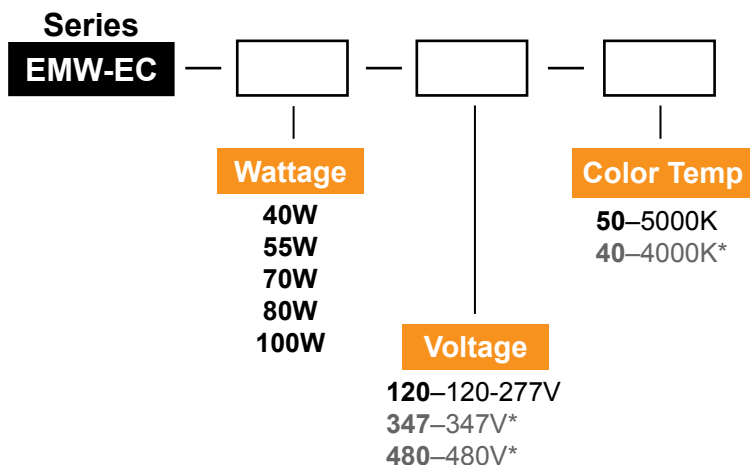 Series
EMW-EC
Wattage
40W
55W
70W
80W
100W
Voltage
120–120-277V
347–347V*
480–480V*
Color Temp
50–5000K
40–4000K*